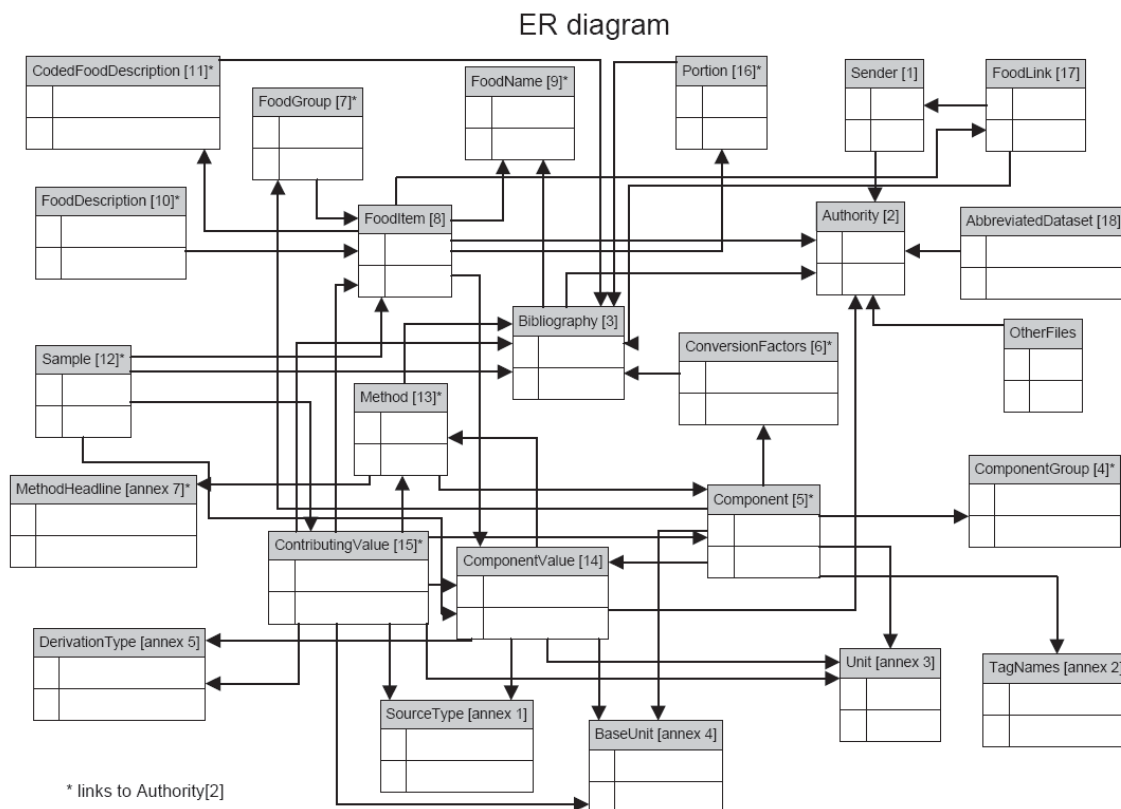 ER diagram
CodedFoodDescription [11]*
FoodGroup [7]*
FoodName [9]*
Portion [16]*
Sender [1]
FoodLink [17]
FoodDescription [10]*
FoodItem [8]
Authority [2]
AbbreviatedDataset [18]
Bibliography [3]
OtherFiles
Sample [12]*
ConversionFactors [6]*
Method [13]*
MethodHeadline [annex 7]*
Component [5]*
ComponentGroup [4]*
ContributingValue [15]*
ComponentValue [14]
DerivationType [annex 5]
Unit [annex 3]
TagNames [annex 2]
SourceType [annex 1]
BaseUnit [annex 4]
* links to Authority[2]